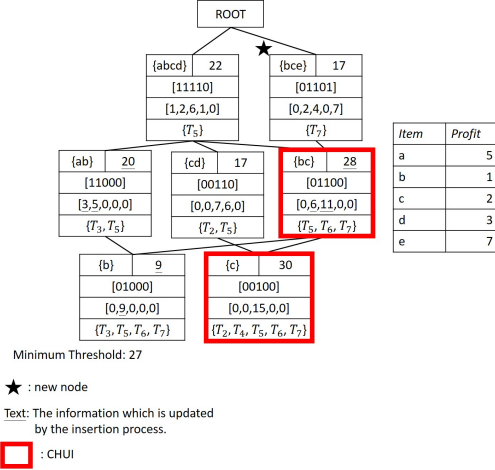 ROOT
{abcd} 22
[11110]
[1,2,6,1,0]
{T5}
{bce} 17
[01101]
[0,2,4,0,7]
{T7}
{ab} 20
[11000]
[3,5,0,0,0]
{T3, T5}
{cd} 17
[00110]
[0,0,7,6,0]
{T2, T5}
{bc} 28
[01100]
[0,6,11,0,0]
{T5, T6, T7}
{b} 9
[01000]
[0,9,0,0,0]
{T3, T5, T6, T7}
{c} 30
[00100]
[0,0,15,0,0]
{T2, T4, T5, T6, T7}
Item Profit
a 5
b 1
c 2
d 3
e 7
Minimum Threshold: 27
★ : new node
Text: The information which is updated
by the insertion process.
: CHUI